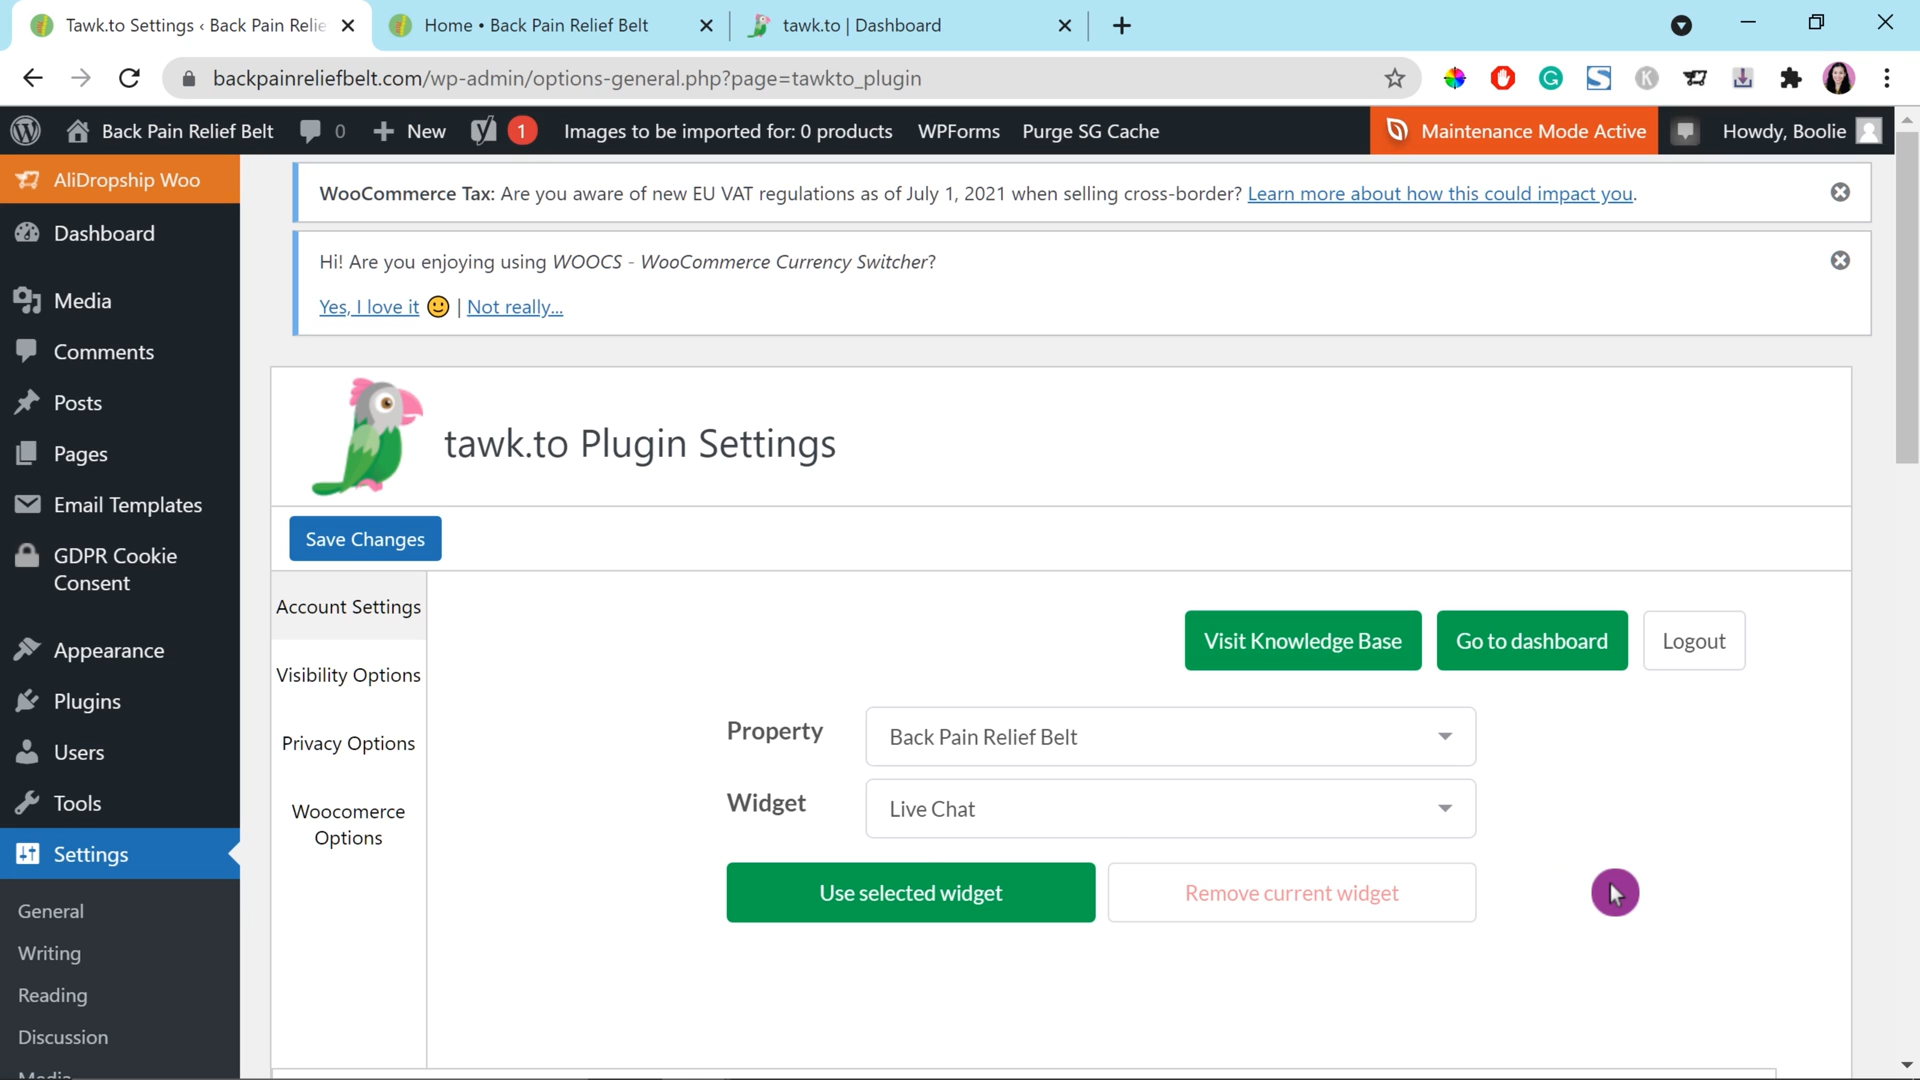 Tawk.to Settings ‹ Back Pain Relie
Home • Back Pain Relief Belt
tawk.to | Dashboard
backpainreliefbelt.com/wp-admin/options-general.php?page=tawkto_plugin
Back Pain Relief Belt
0
New
1
Images to be imported for: 0 products
WPForms
Purge SG Cache
Maintenance Mode Active
Howdy, Boolie
AliDropship Woo
Dashboard
Media
Comments
Posts
Pages
Email Templates
GDPR Cookie
Consent
Appearance
Plugins
Users
Tools
Settings
General
Writing
Reading
Discussion
Media
WooCommerce Tax: Are you aware of new EU VAT regulations as of July 1, 2021 when selling cross-border? Learn more about how this could impact you.
Hi! Are you enjoying using WOOCS - WooCommerce Currency Switcher?
Yes, I love it 🙂 | Not really...
tawk.to Plugin Settings
Save Changes
Account Settings
Visibility Options
Privacy Options
Woocomerce
Options
Visit Knowledge Base
Go to dashboard
Logout
Property
Back Pain Relief Belt
Widget
Live Chat
Use selected widget
Remove current widget